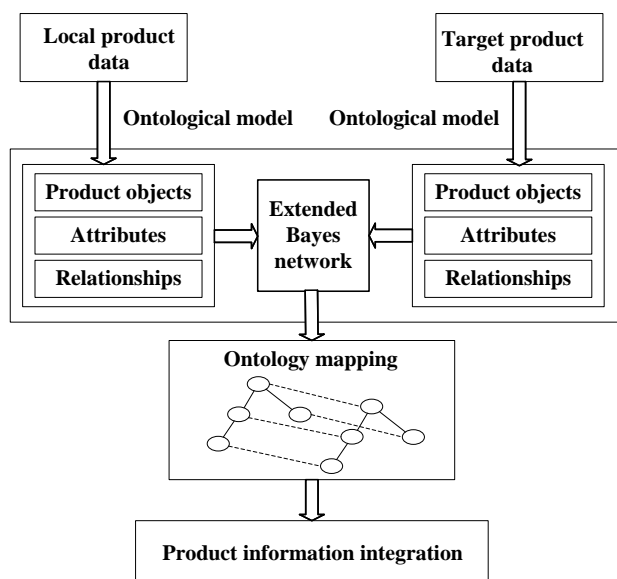 Local product
data
Target product
data
Ontological model
Ontological model
Product objects
Attributes
Relationships
Extended
Bayes
network
Product objects
Attributes
Relationships
Ontology mapping
Product information integration